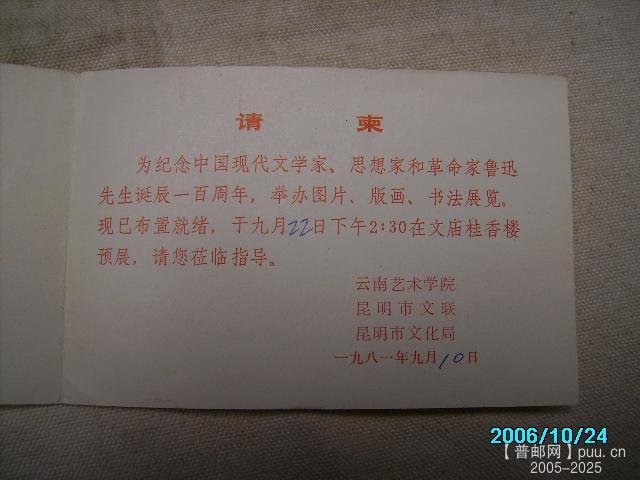 请 柬
为纪念中国现代文学家、思想家和革命家鲁迅
先生诞辰一百周年，举办图片、版画、书法展览。
现已布置就绪，于九月22日下午2:30在文庙桂香楼
预展，请您莅临指导。
云南艺术学院
昆明市文联
昆明市文化局
一九八一年九月10日
2006/10/24
【普邮网】puu.cn
2005-2025